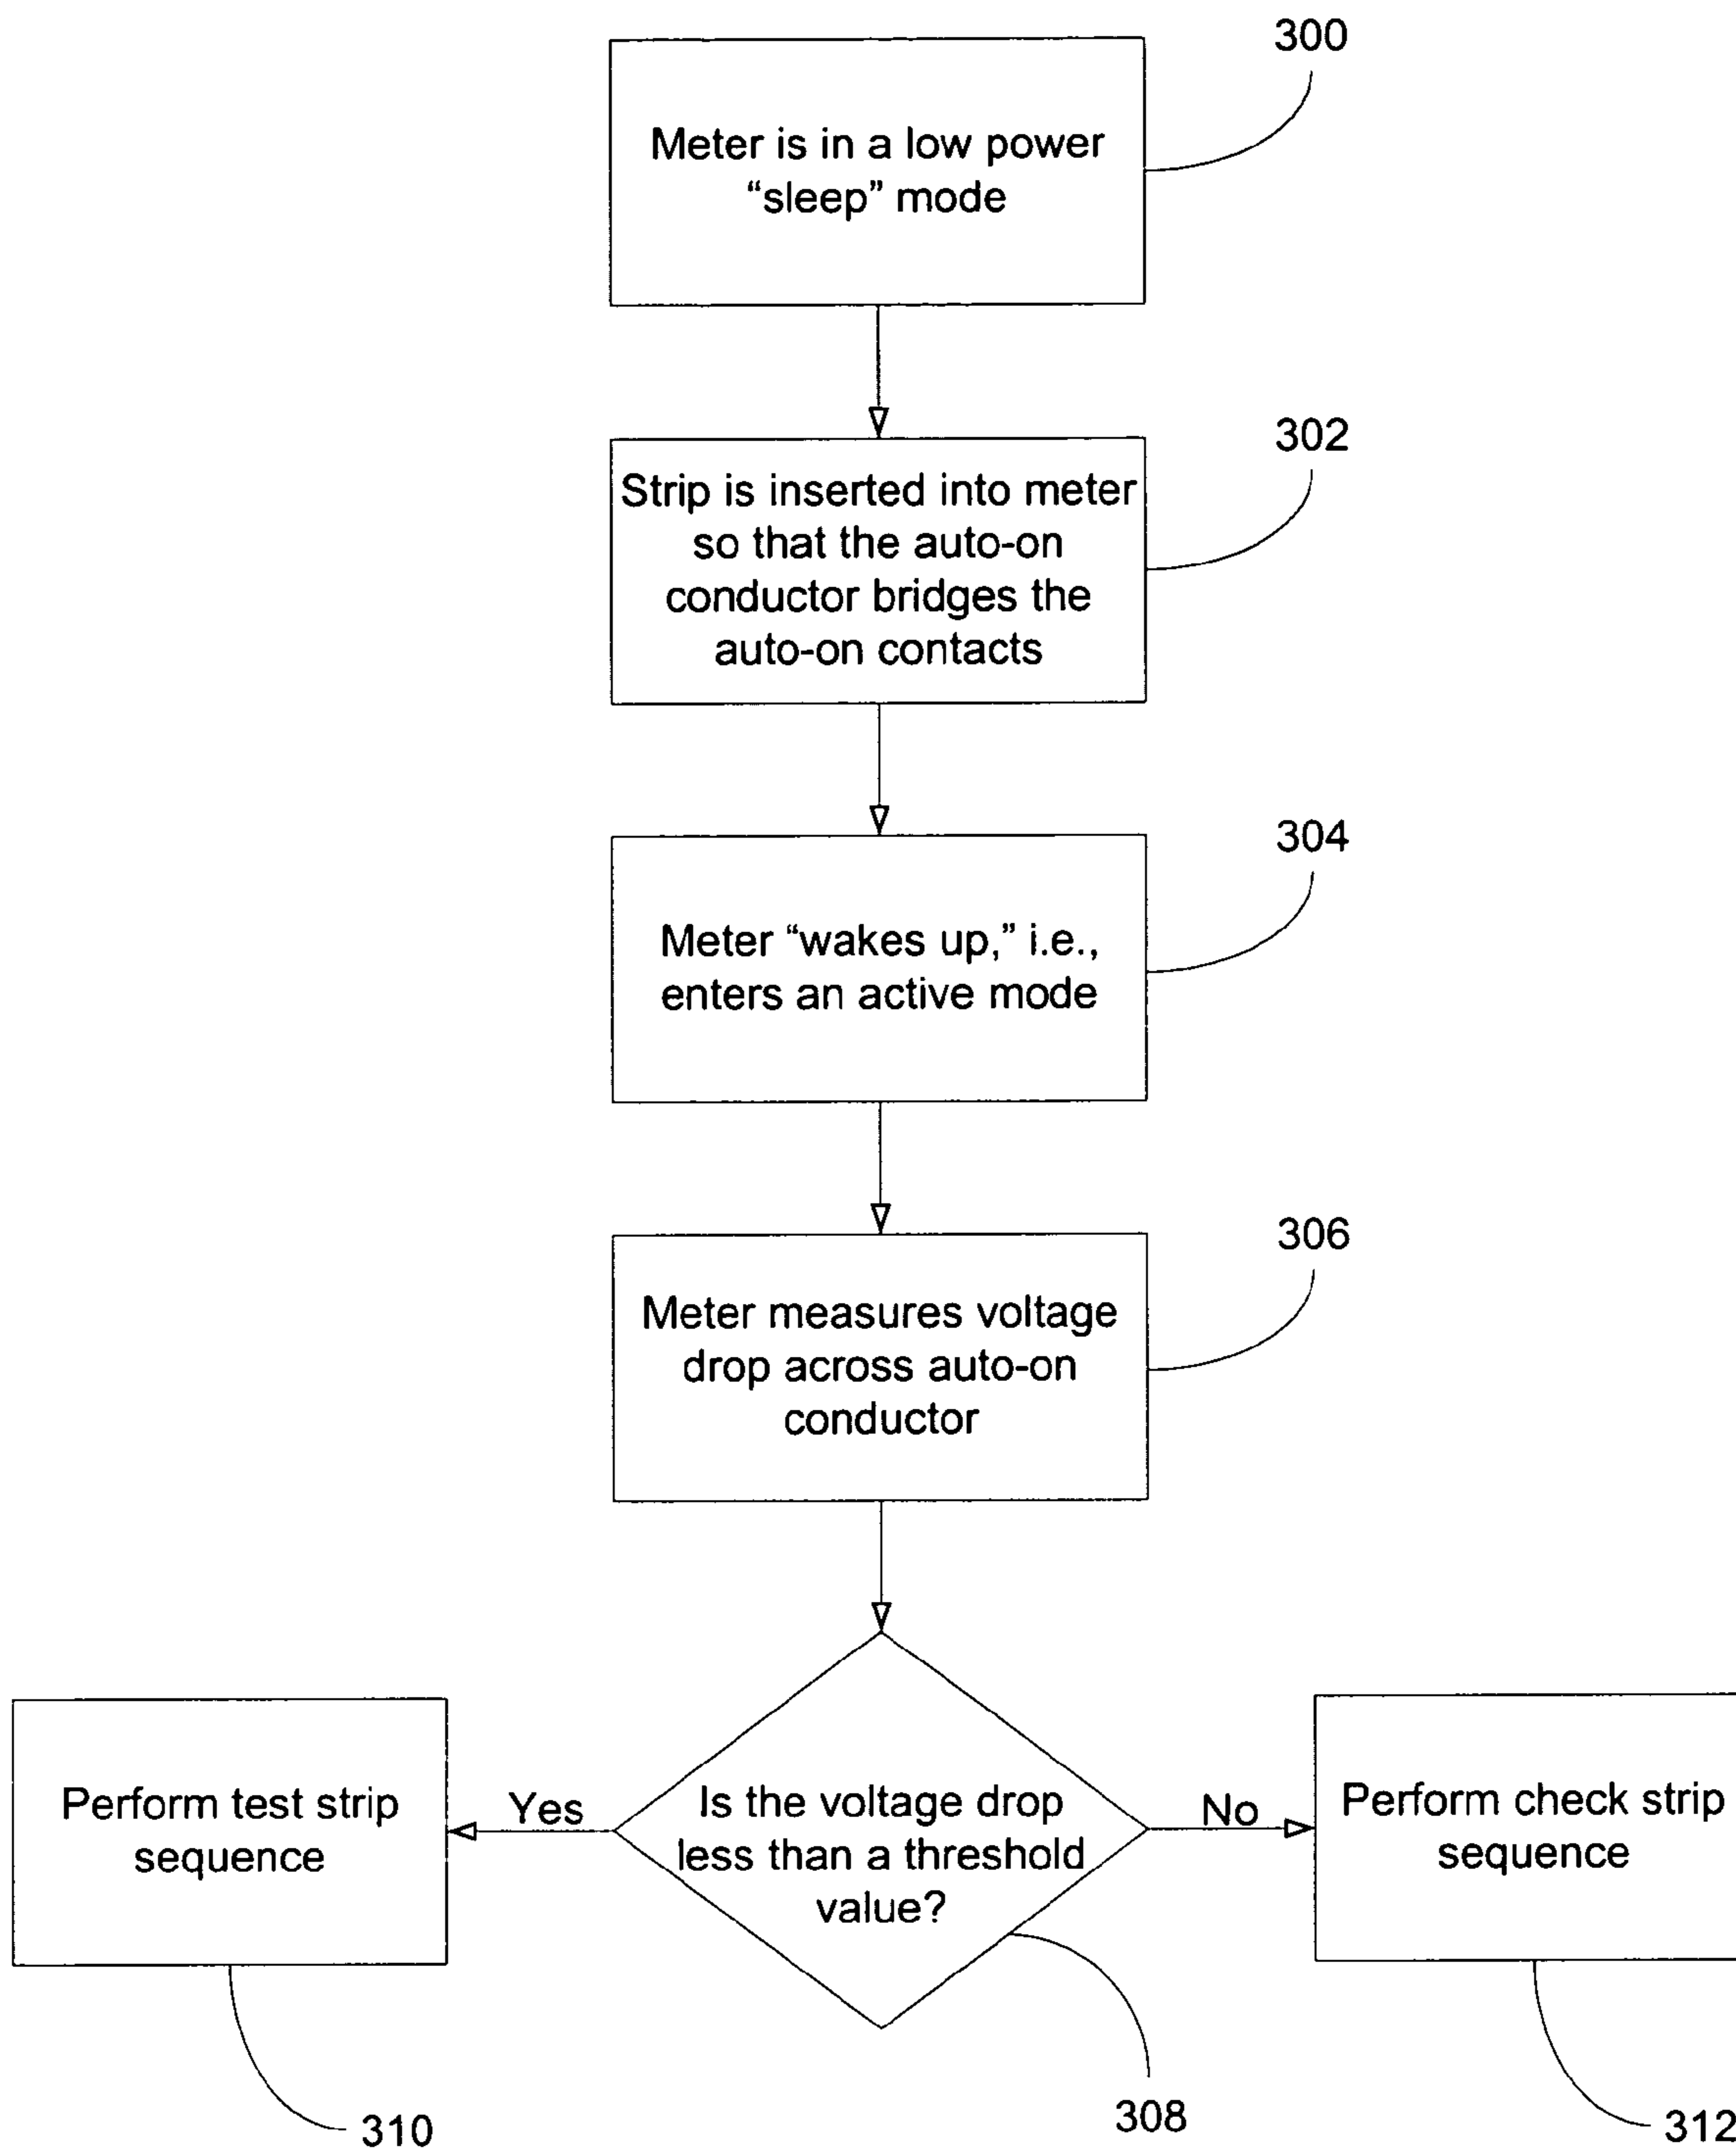 300
Meter is in a low power
“sleep” mode
302
Strip is inserted into meter
so that the auto-on
conductor bridges the
auto-on contacts
304
Meter “wakes up,” i.e.,
enters an active mode
306
Meter measures voltage
drop across auto-on
conductor
Perform test strip
sequence
Yes
Is the voltage drop
less than a threshold
value?
No
Perform check strip
sequence
310
308
312